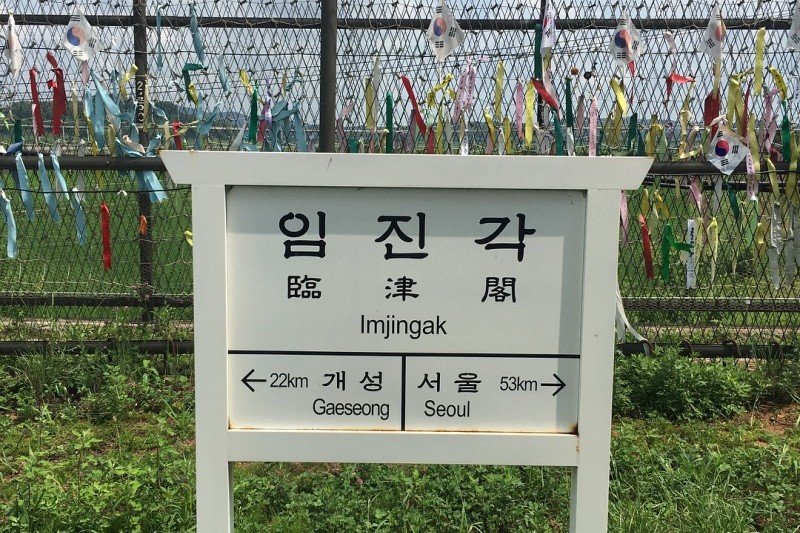 임진각
臨津閣
Imjingak
← 22km 개성 서울 53km →
Gaeseong Seoul